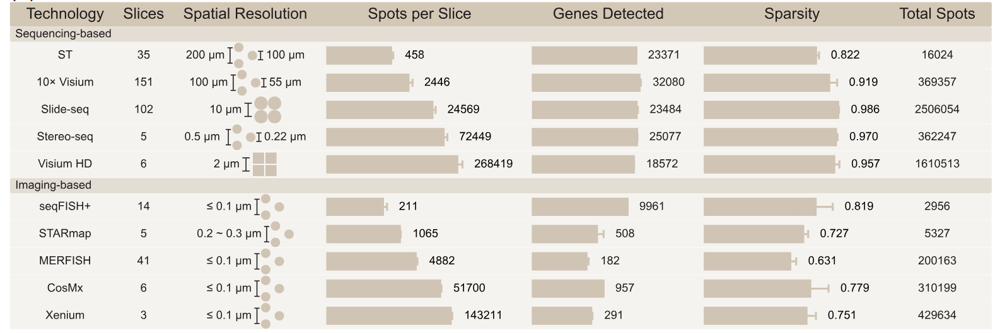 Technology Slices Spatial Resolution Spots per Slice Genes Detected Sparsity Total Spots
Sequencing-based
ST 35 200 µm 100 µm 458 23371 0.822 16024
10× Visium 151 100 µm 55 µm 2446 32080 0.919 369357
Slide-seq 102 10 µm 24569 23484 0.986 2506054
Stereo-seq 5 0.5 µm 0.22 µm 72449 25077 0.970 362247
Visium HD 6 2 µm 268419 18572 0.957 1610513
Imaging-based
seqFISH+ 14 ≤ 0.1 µm 211 9961 0.819 2956
STARmap 5 0.2 ~ 0.3 µm 1065 508 0.727 5327
MERFISH 41 ≤ 0.1 µm 4882 182 0.631 200163
CosMx 6 ≤ 0.1 µm 51700 957 0.779 310199
Xenium 3 ≤ 0.1 µm 143211 291 0.751 429634